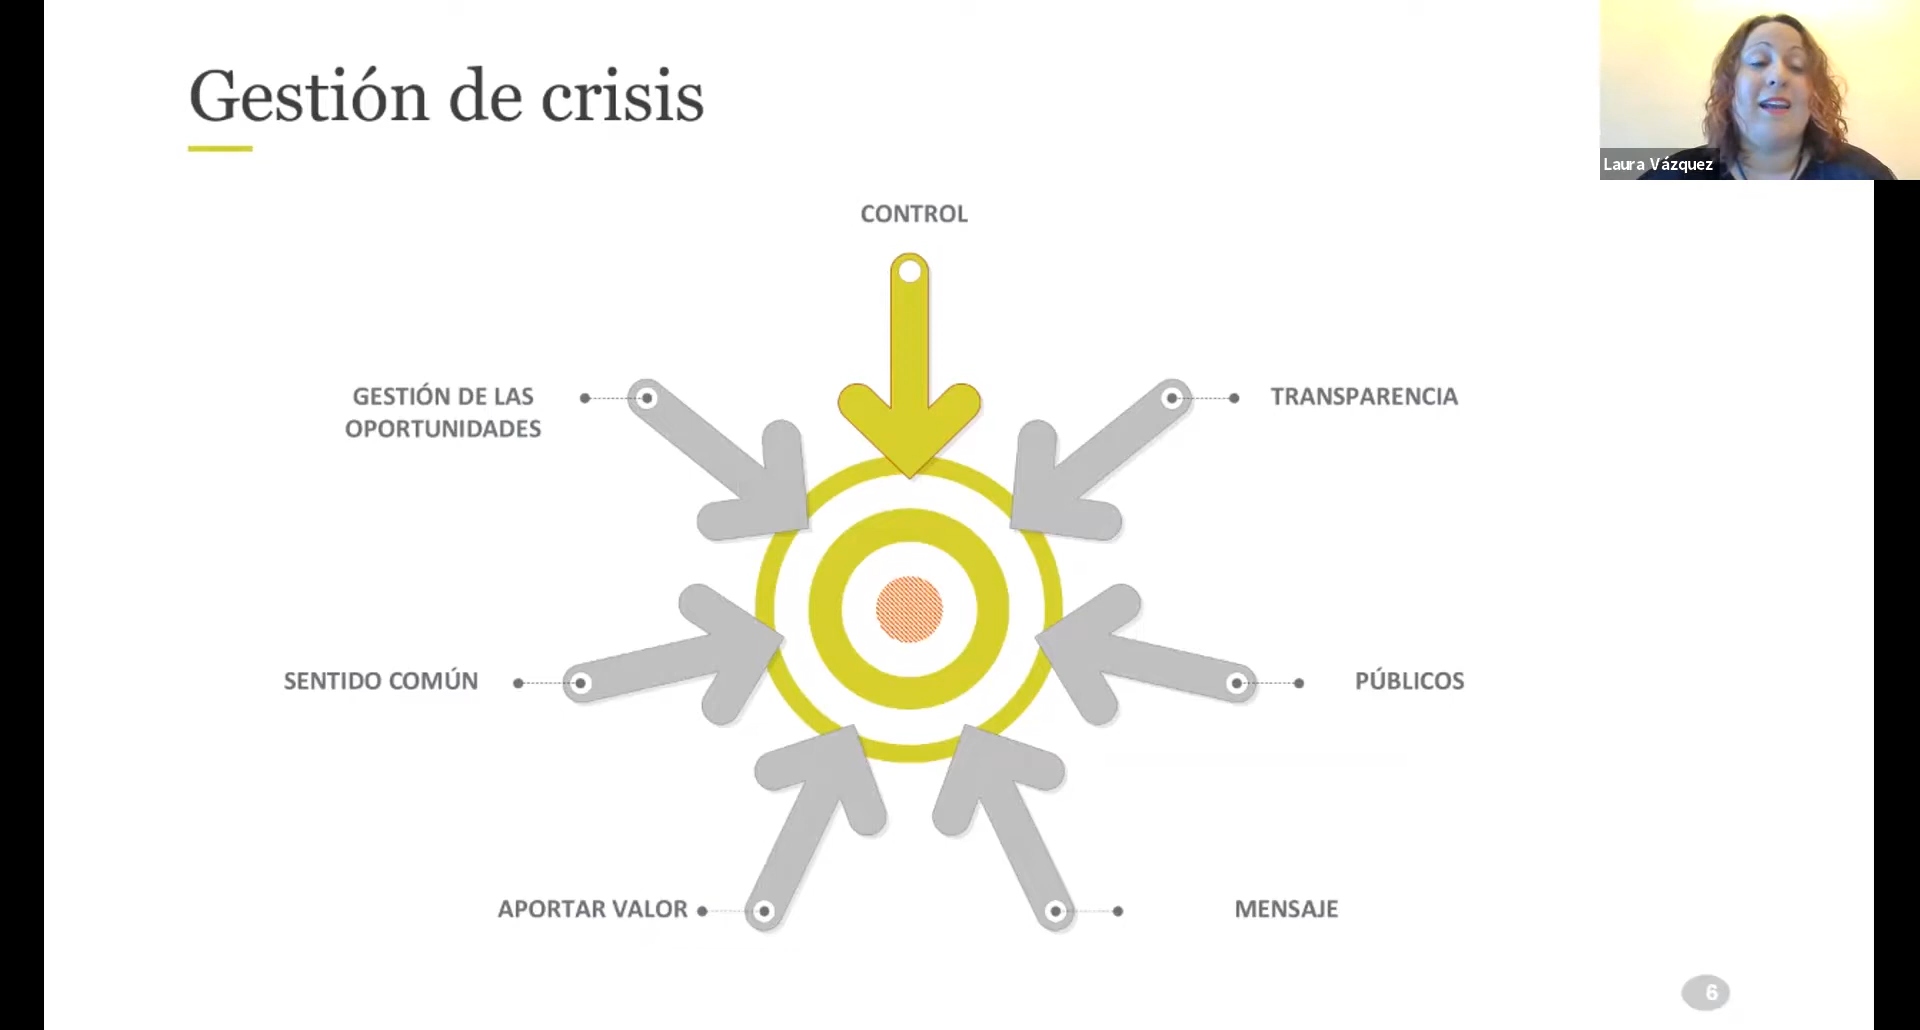 Gestión de crisis
Laura Vázquez
CONTROL
GESTIÓN DE LAS
OPORTUNIDADES
TRANSPARENCIA
SENTIDO COMÚN
PÚBLICOS
APORTAR VALOR
MENSAJE
6